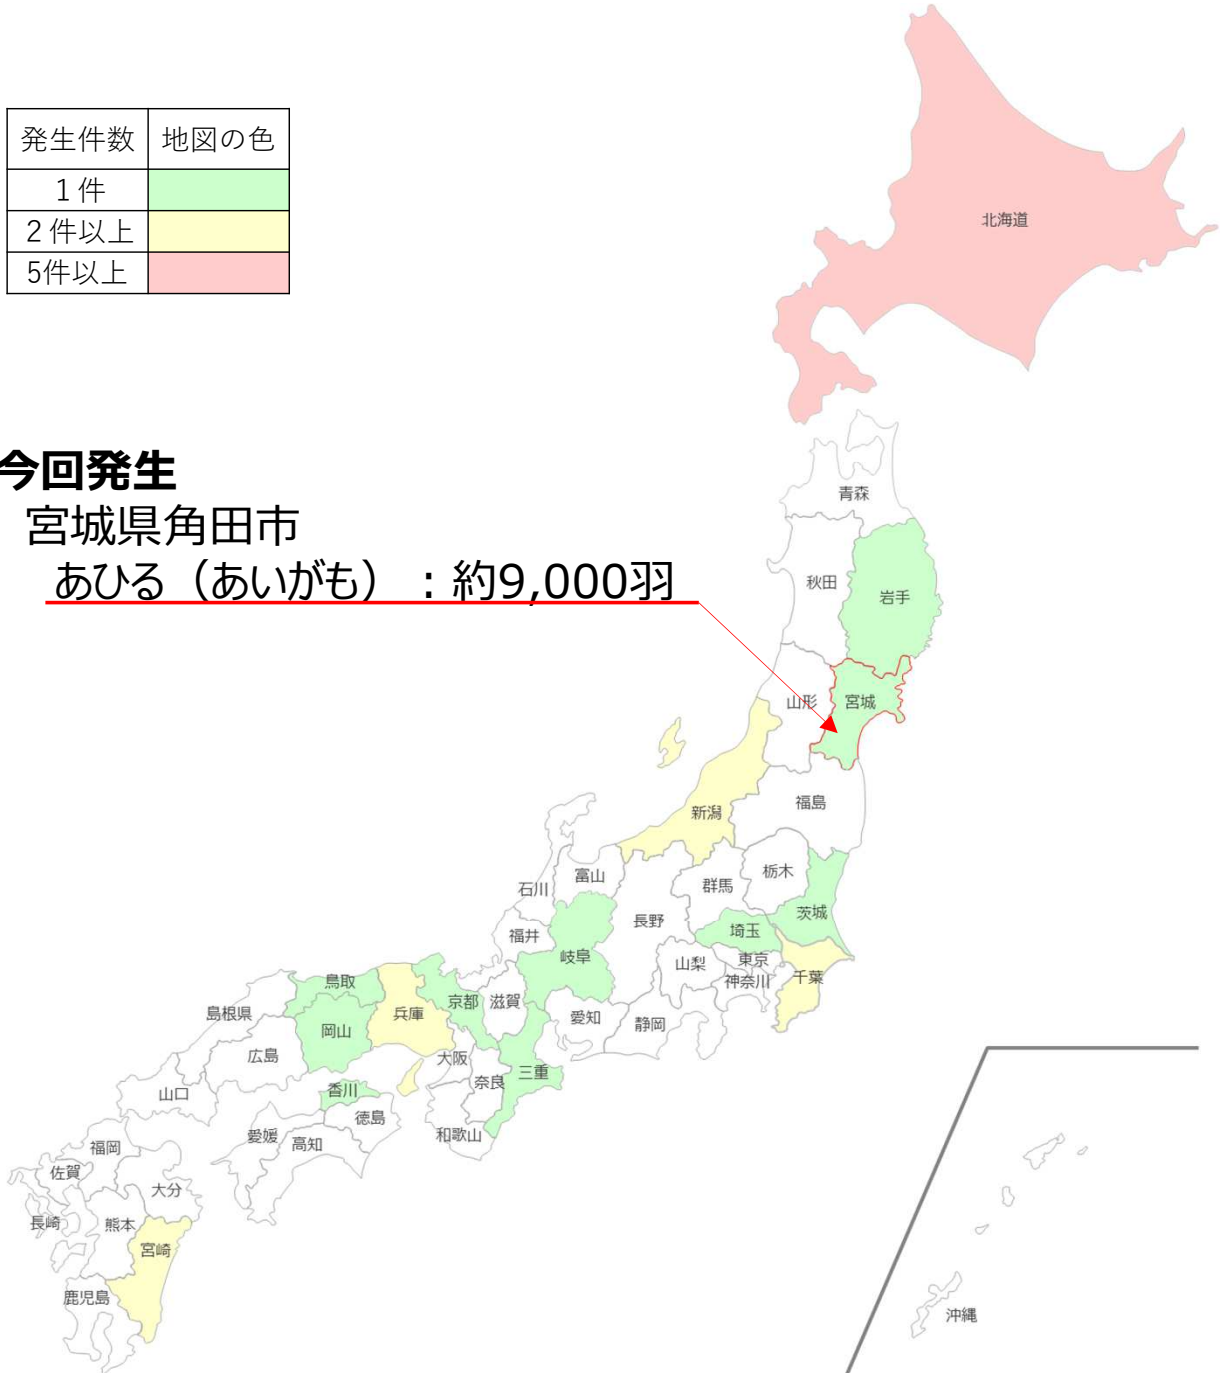 発生件数 地図の色
1件
2件以上
5件以上
今回発生
宮城県角田市
あひる（あいがも）：約9,000羽
北海道
青森
秋田
岩手
山形
宮城
新潟
福島
石川
富山
群馬
栃木
福井
長野
埼玉
茨城
岐阜
山梨
東京
神奈川
千葉
鳥取
兵庫
京都
滋賀
愛知
静岡
島根県
岡山
広島
大阪
奈良
三重
山口
香川
徳島
和歌山
愛媛
高知
福岡
佐賀
大分
長崎
熊本
宮崎
鹿児島
沖縄